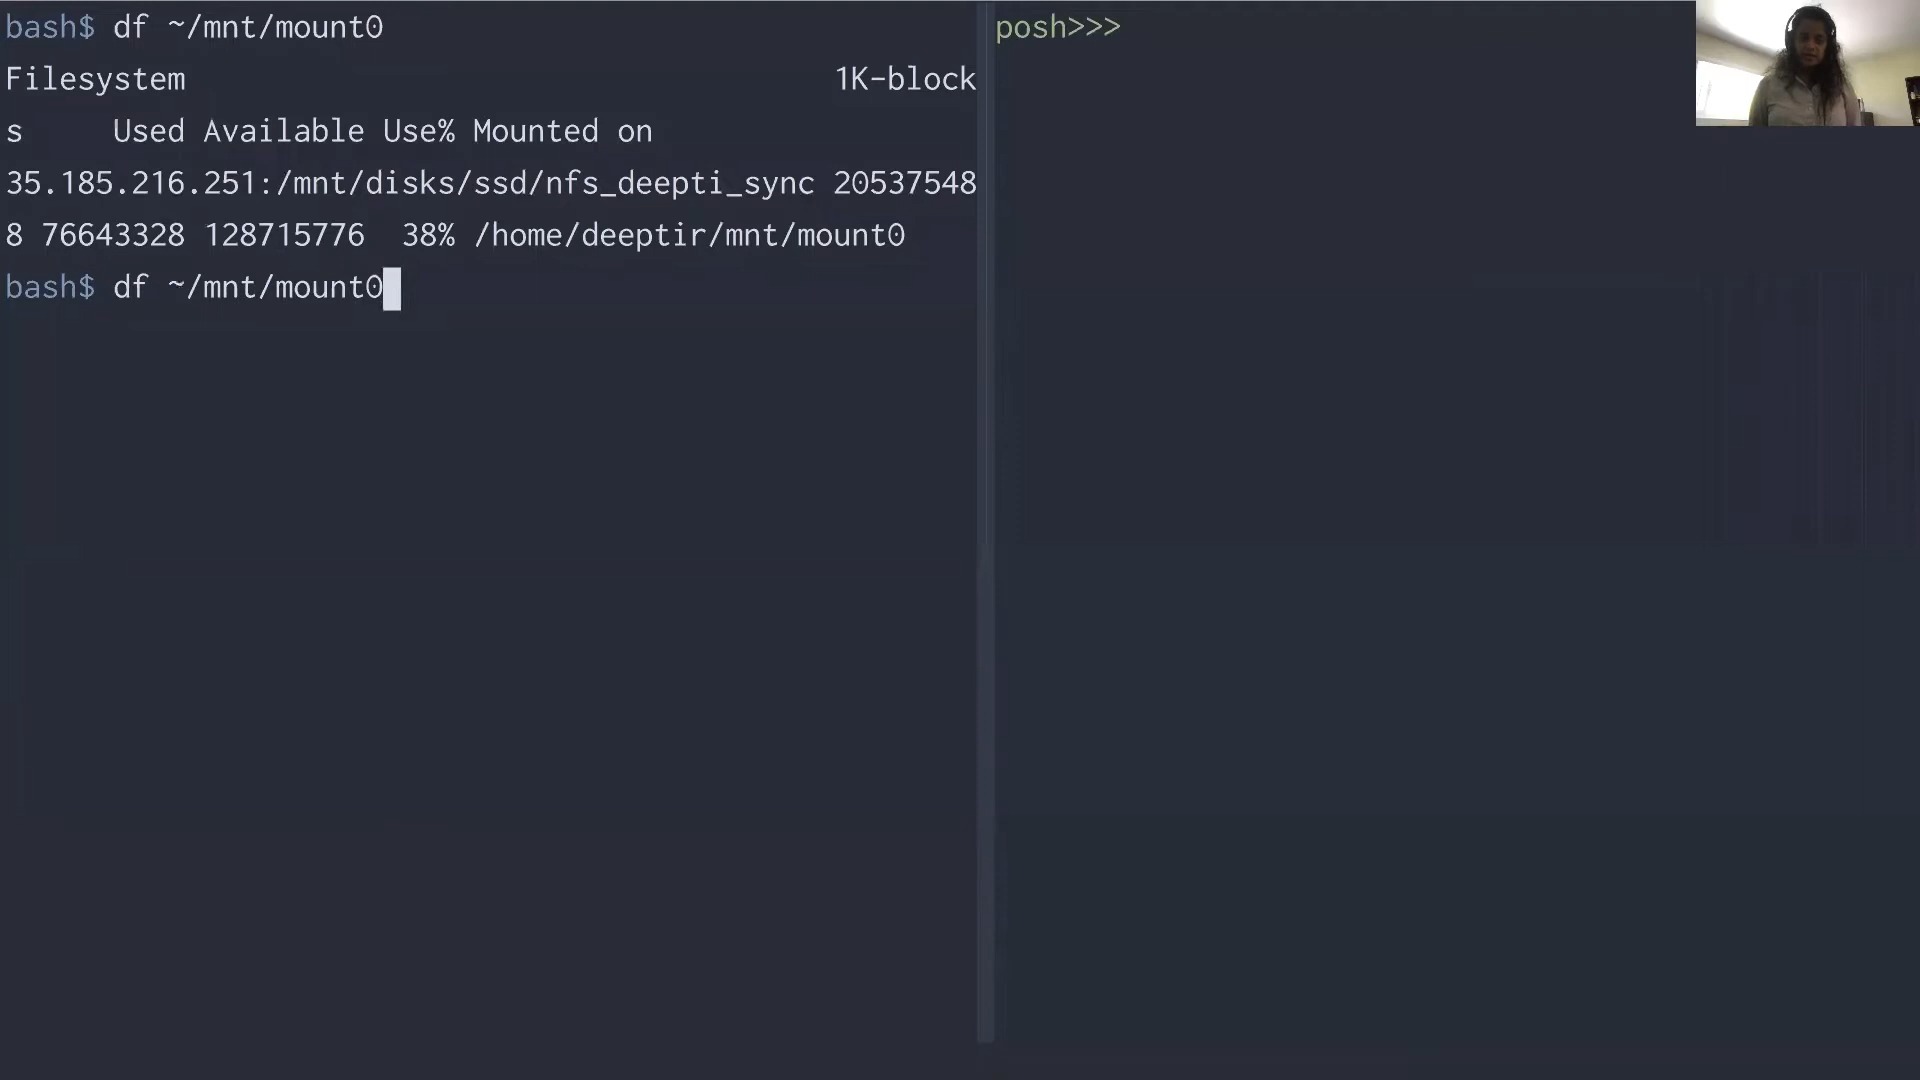 bash$ df ~/mnt/mount0
Filesystem 1K-block
s Used Available Use% Mounted on
35.185.216.251:/mnt/disks/ssd/nfs_deepti_sync 20537548
8 76643328 128715776 38% /home/deeptir/mnt/mount0
bash$ df ~/mnt/mount0
posh>>>